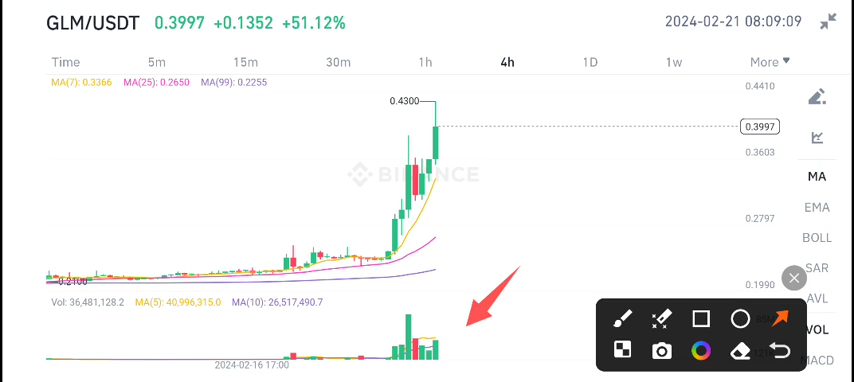 GLM/USDT 0.3997 +0.1352 +51.12% 2024-02-21 08:09:09
Time 5m 15m 30m 1h 4h 1D 1w More
MA(7): 0.3366 MA(25): 0.2650 MA(99): 0.2255
0.4410
0.4300
0.3997
0.3603
BINANCE
MA
EMA
0.2797
BOLL
SAR
0.2100
0.1990
AVL
Vol: 36,481,128.2 MA(5): 40,996,315.0 MA(10): 26,517,490.7
VOL
MACD
2024-02-16 17:00